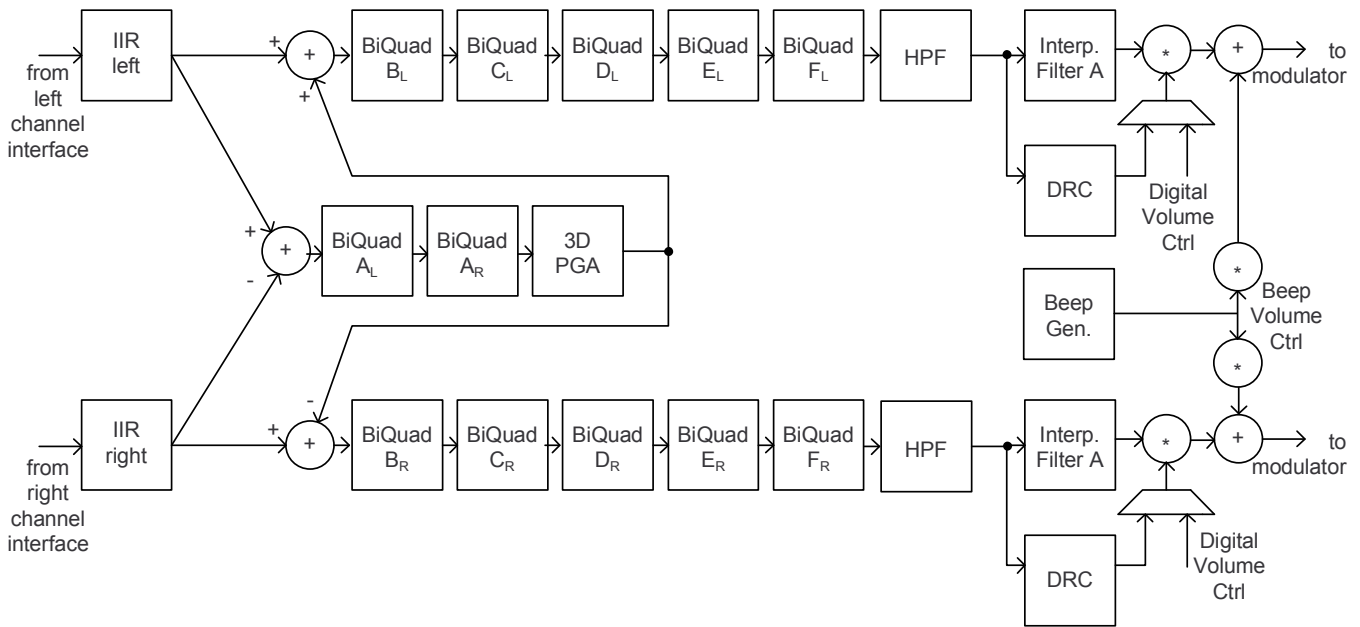 IIR
left
from
left
channel
interface
+
+
+
BiQuad
BL
BiQuad
CL
BiQuad
DL
BiQuad
EL
BiQuad
FL
HPF
Interp.
Filter A
*
+
to
modulator
DRC
Digital
Volume
Ctrl
+
-
+
BiQuad
AL
BiQuad
AR
3D
PGA
Beep
Gen.
*
Beep
Volume
Ctrl
*
IIR
right
from
right
channel
interface
+
-
+
BiQuad
BR
BiQuad
CR
BiQuad
DR
BiQuad
ER
BiQuad
FR
HPF
Interp.
Filter A
*
+
to
modulator
DRC
Digital
Volume
Ctrl